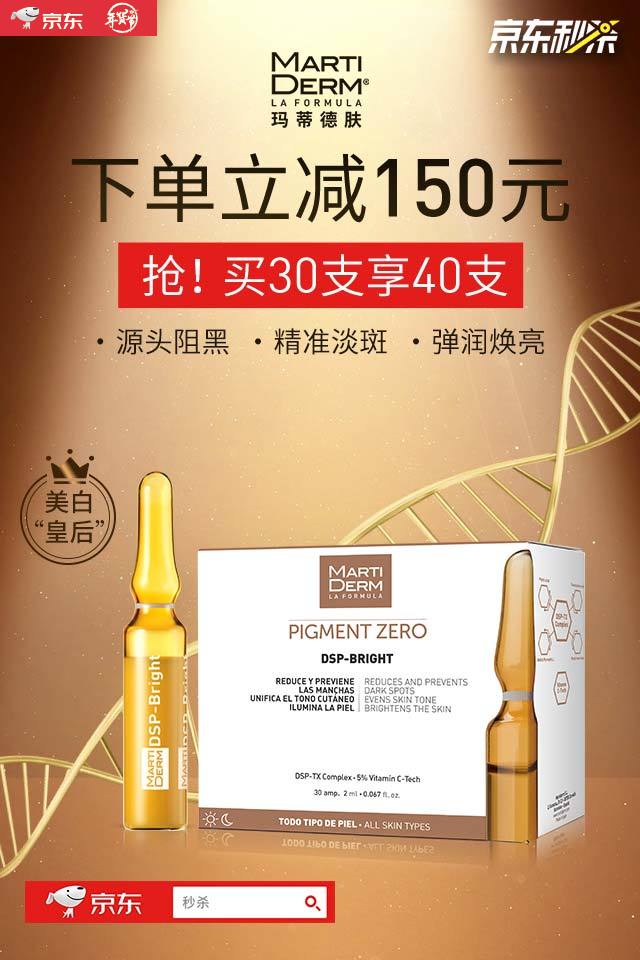 京东 年货节
京东秒杀
MARTI
DERM®
LA FORMULA
玛蒂德肤
下单立减150元
抢！买30支享40支
·源头阻黑 ·精准淡斑 ·弹润焕亮
美白
“皇后”
DSP-Bright
MARTI
DERM
MARTI
DERM
LA FORMULA
PIGMENT ZERO
DSP-BRIGHT
REDUCE Y PREVIENE
LAS MANCHAS
UNIFICA EL TONO CUTÁNEO
ILUMINA LA PIEL
REDUCES AND PREVENTS
DARK SPOTS
EVENS SKIN TONE
BRIGHTENS THE SKIN
DSP-TX Complex • 5% Vitamin C-Tech
30 amp. 2 ml • 0.067 fl. oz.
TODO TIPO DE PIEL • ALL SKIN TYPES
DSP-TX
Complex
京东
秒杀